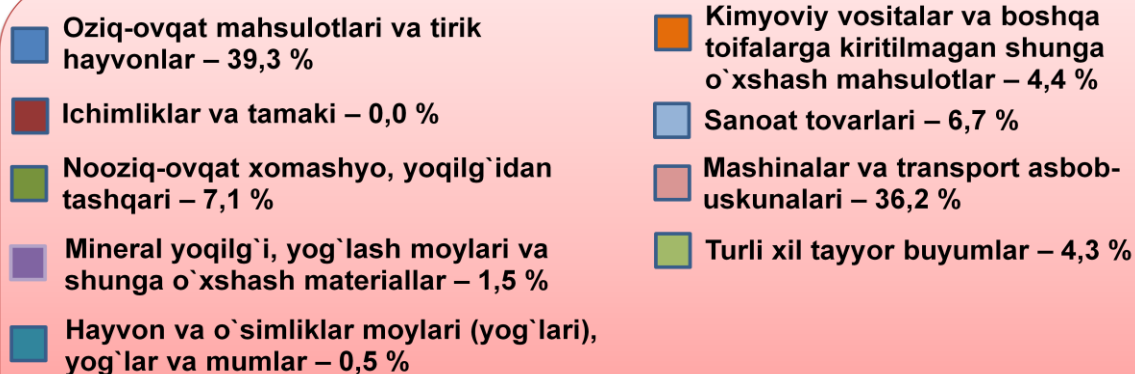 Oziq-ovqat mahsulotlari va tirik
hayvonlar – 39,3 %
Ichimliklar va tamaki – 0,0 %
Nooziq-ovqat xomashyo, yoqilg`idan
tashqari – 7,1 %
Mineral yoqilg`i, yog`lash moylari va
shunga o`xshash materiallar – 1,5 %
Hayvon va o`simliklar moylari (yog`lari),
yog`lar va mumlar – 0,5 %
Kimyoviy vositalar va boshqa
toifalarga kiritilmagan shunga
o`xshash mahsulotlar – 4,4 %
Sanoat tovarlari – 6,7 %
Mashinalar va transport asbob-
uskunalari – 36,2 %
Turli xil tayyor buyumlar – 4,3 %